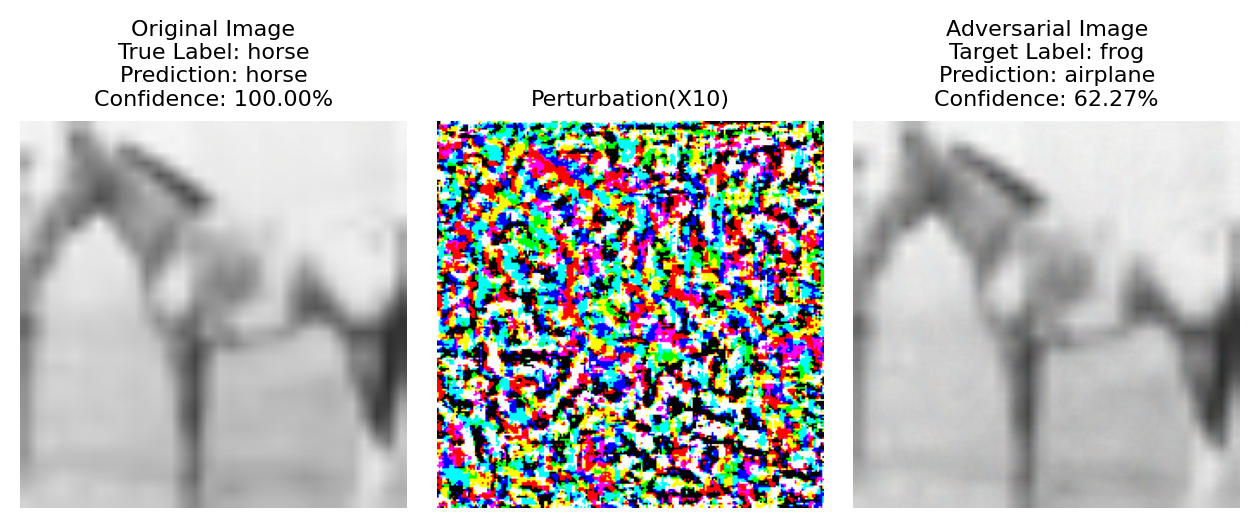 Original Image
True Label: horse
Prediction: horse
Confidence: 100.00%
Perturbation(X10)
Adversarial Image
Target Label: frog
Prediction: airplane
Confidence: 62.27%